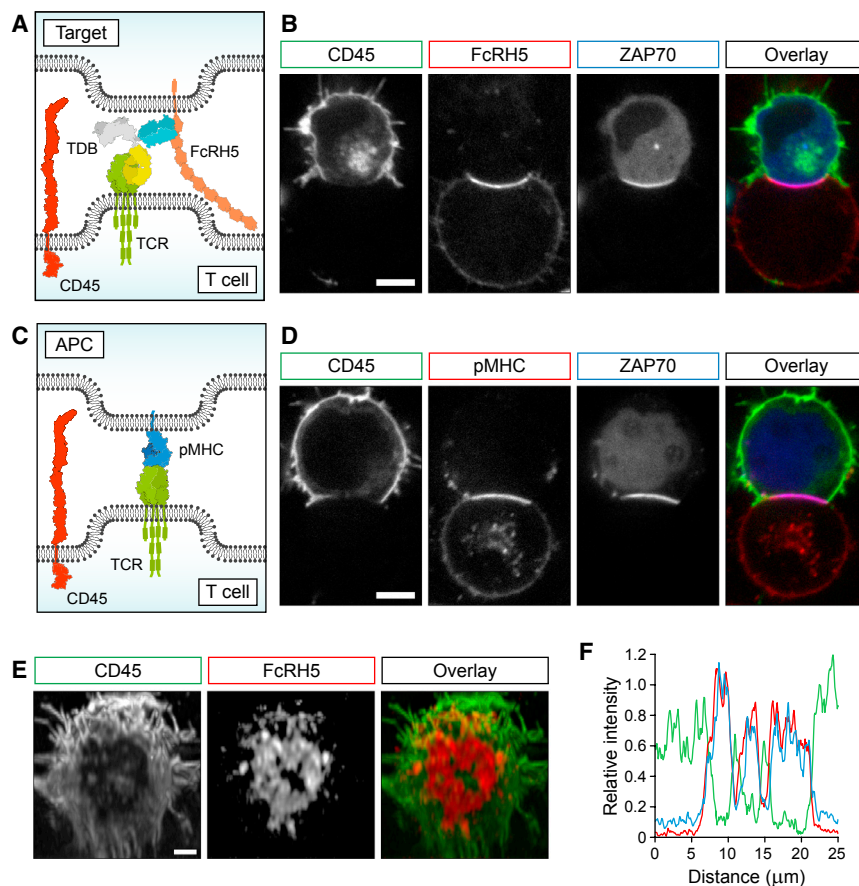 A
Target
TDB
FcRH5
TCR
CD45
T cell
B
CD45 FcRH5 ZAP70 Overlay
C
APC
pMHC
TCR
CD45
T cell
D
CD45 pMHC ZAP70 Overlay
E
CD45 FcRH5 Overlay
F
Relative intensity
1.2
1.0
0.8
0.6
0.4
0.2
0
0 5 10 15 20 25
Distance (μm)